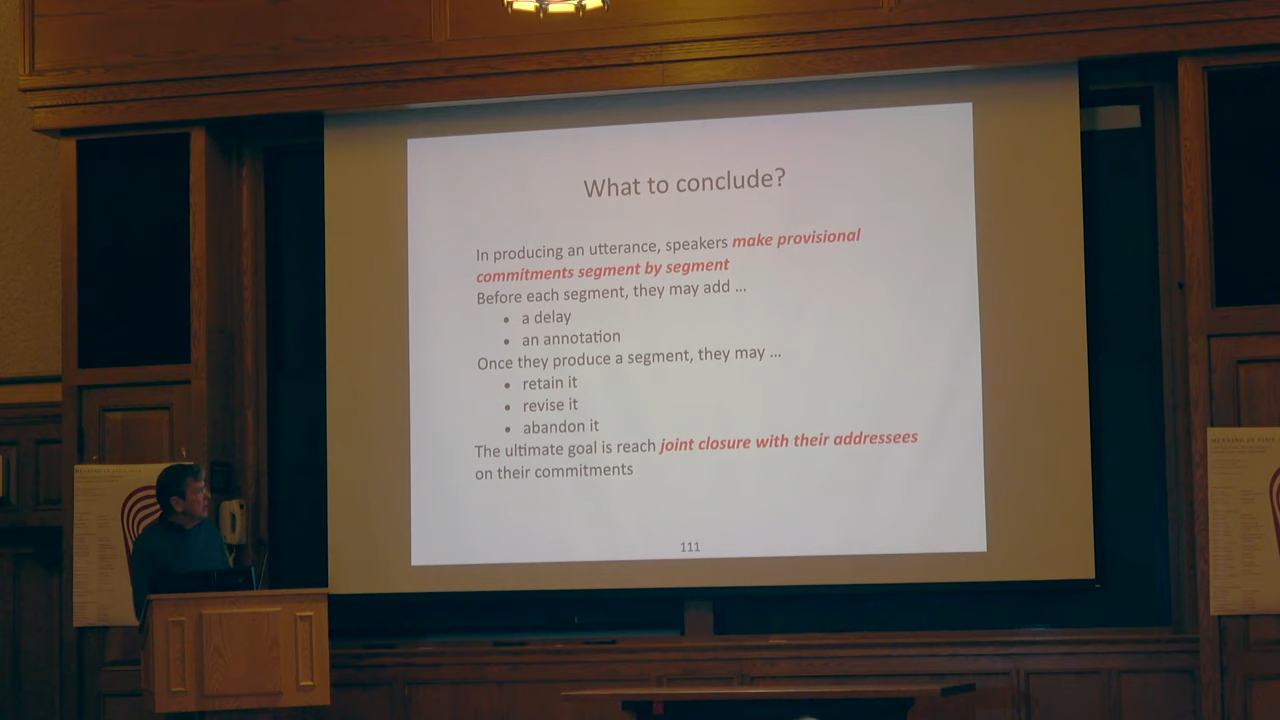 What to conclude?
In producing an utterance, speakers make provisional
commitments segment by segment
Before each segment, they may add ...
• a delay
• an annotation
Once they produce a segment, they may ...
• retain it
• revise it
• abandon it
The ultimate goal is reach joint closure with their addressees
on their commitments
111